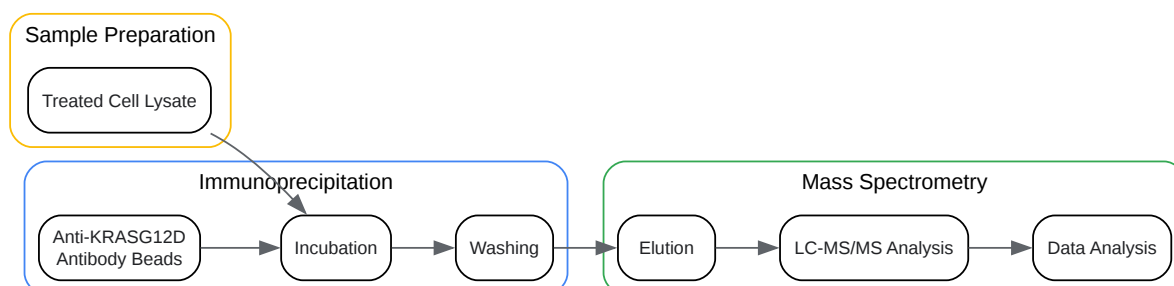 Sample Preparation
Treated Cell Lysate
Immunoprecipitation
Mass Spectrometry
Anti-KRASG12D
Antibody Beads
Incubation
Washing
Elution
LC-MS/MS Analysis
Data Analysis